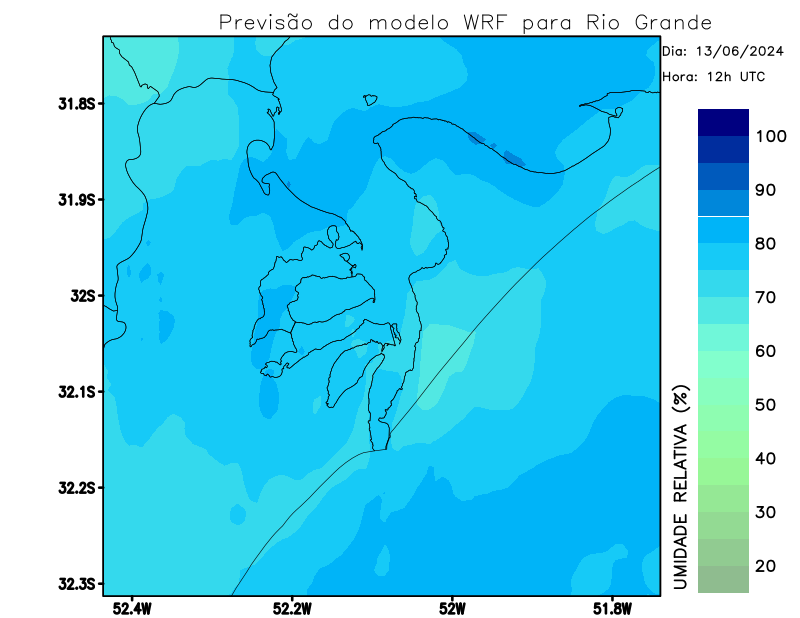 Previsão do modelo WRF para Rio Grande
Dia: 13/06/2024
Hora: 12h UTC
31.8S
31.9S
32S
32.1S
32.2S
32.3S
52.4W
52.2W
52W
51.8W
100
90
80
70
60
50
40
30
20
UMIDADE RELATIVA (%)